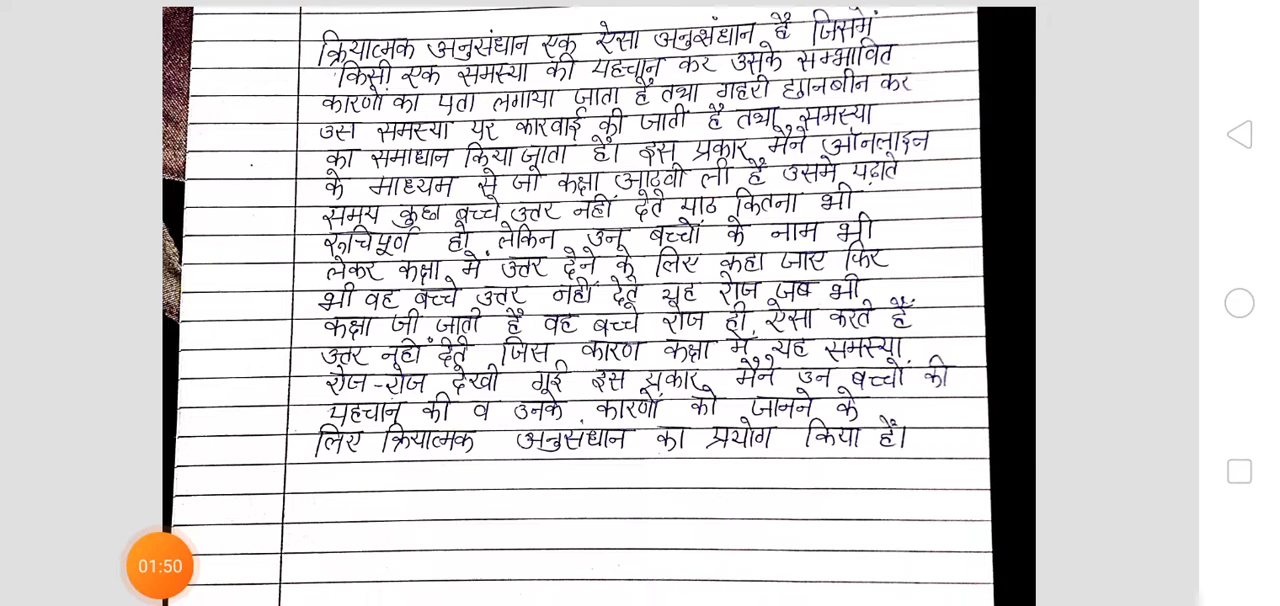 क्रियात्मक अनुसंधान एक ऐसा अनुसंधान है जिसमें
किसी एक समस्या की पहचान कर उसके सम्भावित
कारणों का पता लगाया जाता है तथा गहरी छानबीन कर
उस समस्या पर कारवाई की जाती है तथा समस्या
का समाधान किया जाता है। इस प्रकार मैंने ऑनलाइन
के माध्यम से जो कक्षा आठवी ली है उसमे पढ़ाते
समय कुछ बच्चे उत्तर नहीं देते पाठ कितना भी
रूचिपूर्ण हो लेकिन उन बच्चों के नाम भी
लेकर कक्षा में उत्तर देने के लिए कहा जाए फिर
भी वह बच्चे उत्तर नहीं देते यह रोज जब भी
कक्षा ली जाती है वह बच्चे रोज ही ऐसा करते हैं
उत्तर नहीं देते जिस कारण कक्षा में यह समस्या
रोज-रोज देखी गई इस प्रकार मैंने उन बच्चों की
पहचान की व उनके कारणों को जानने के
लिए क्रियात्मक अनुसंधान का प्रयोग किया है।
01:50